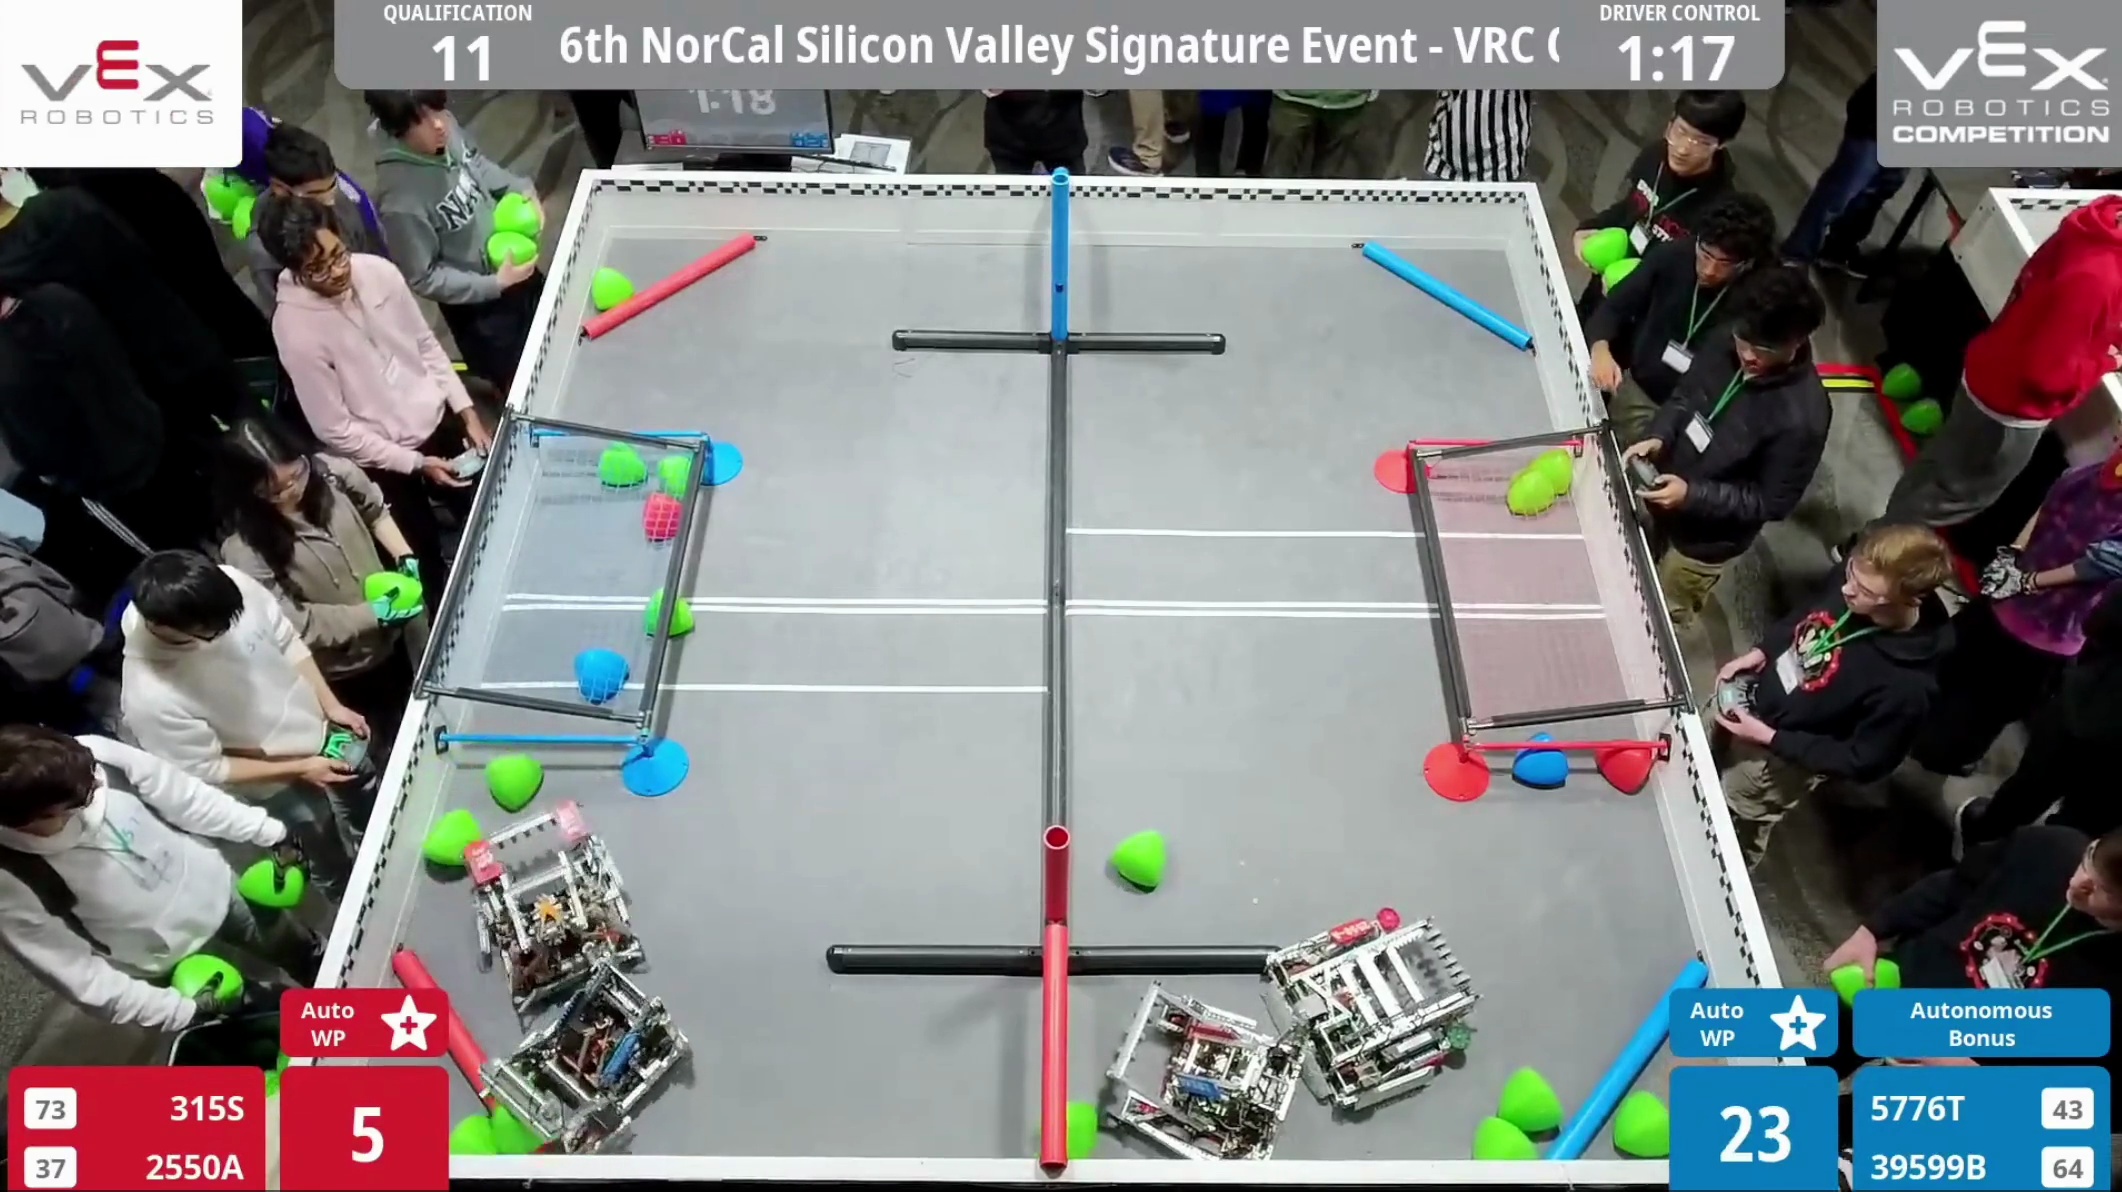 VEX
ROBOTICS
QUALIFICATION
11
6th NorCal Silicon Valley Signature Event - VRC
DRIVER CONTROL
1:17
VEX
ROBOTICS
COMPETITION
1:18
Auto
WP
73
315S
37
2550A
5
Auto
WP
23
Autonomous
Bonus
5776T
43
39599B
64